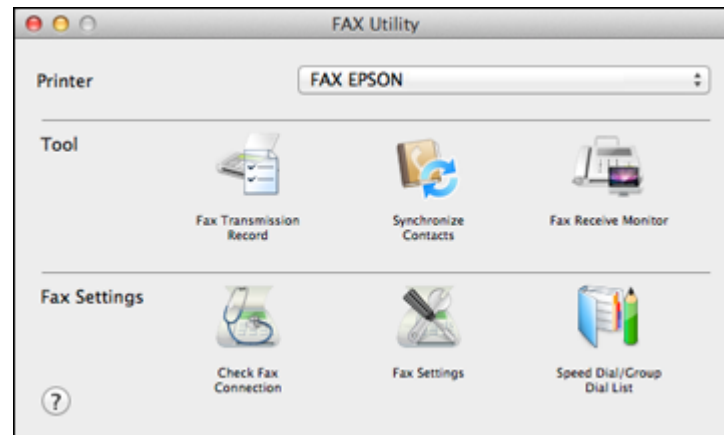 FAX Utility
Printer
FAX EPSON
Tool
Fax Transmission
Record
Synchronize
Contacts
Fax Receive Monitor
Fax Settings
Check Fax
Connection
Fax Settings
Speed Dial/Group
Dial List
?